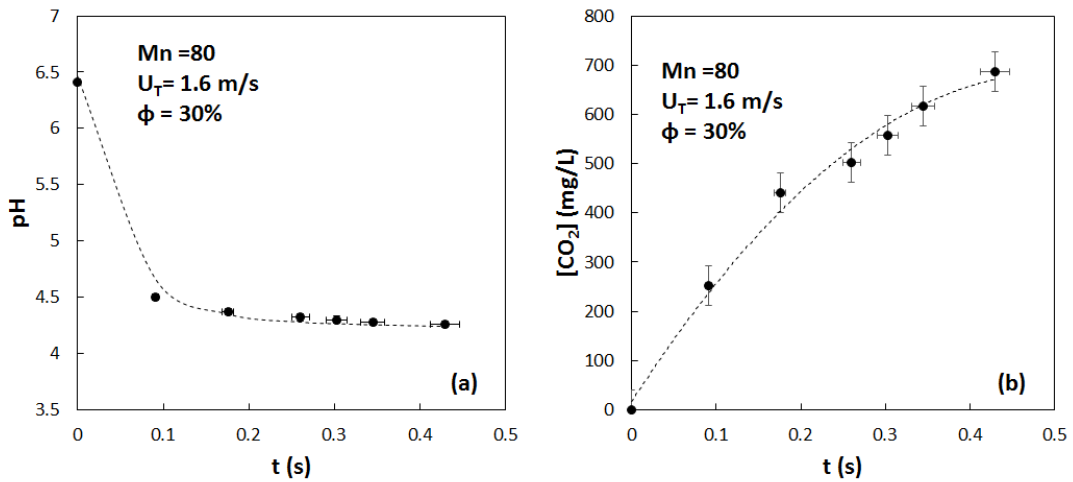 7
6.5
6
5.5
5
4.5
4
3.5
pH
Mn =80
U_T= 1.6 m/s
ϕ = 30%
(a)
0
0.1
0.2
0.3
0.4
0.5
t (s)
800
700
600
500
400
300
200
100
0
[CO₂] (mg/L)
Mn =80
U_T= 1.6 m/s
ϕ = 30%
(b)
0
0.1
0.2
0.3
0.4
0.5
t (s)